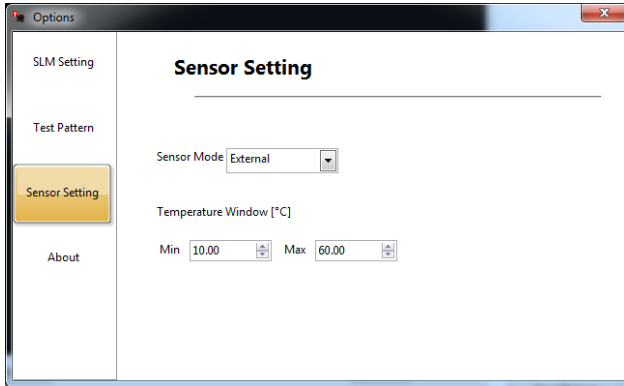 Options
SLM Setting
Sensor Setting
Test Pattern
Sensor Mode External
Sensor Setting
Temperature Window [°C]
About
Min 10.00 Max 60.00